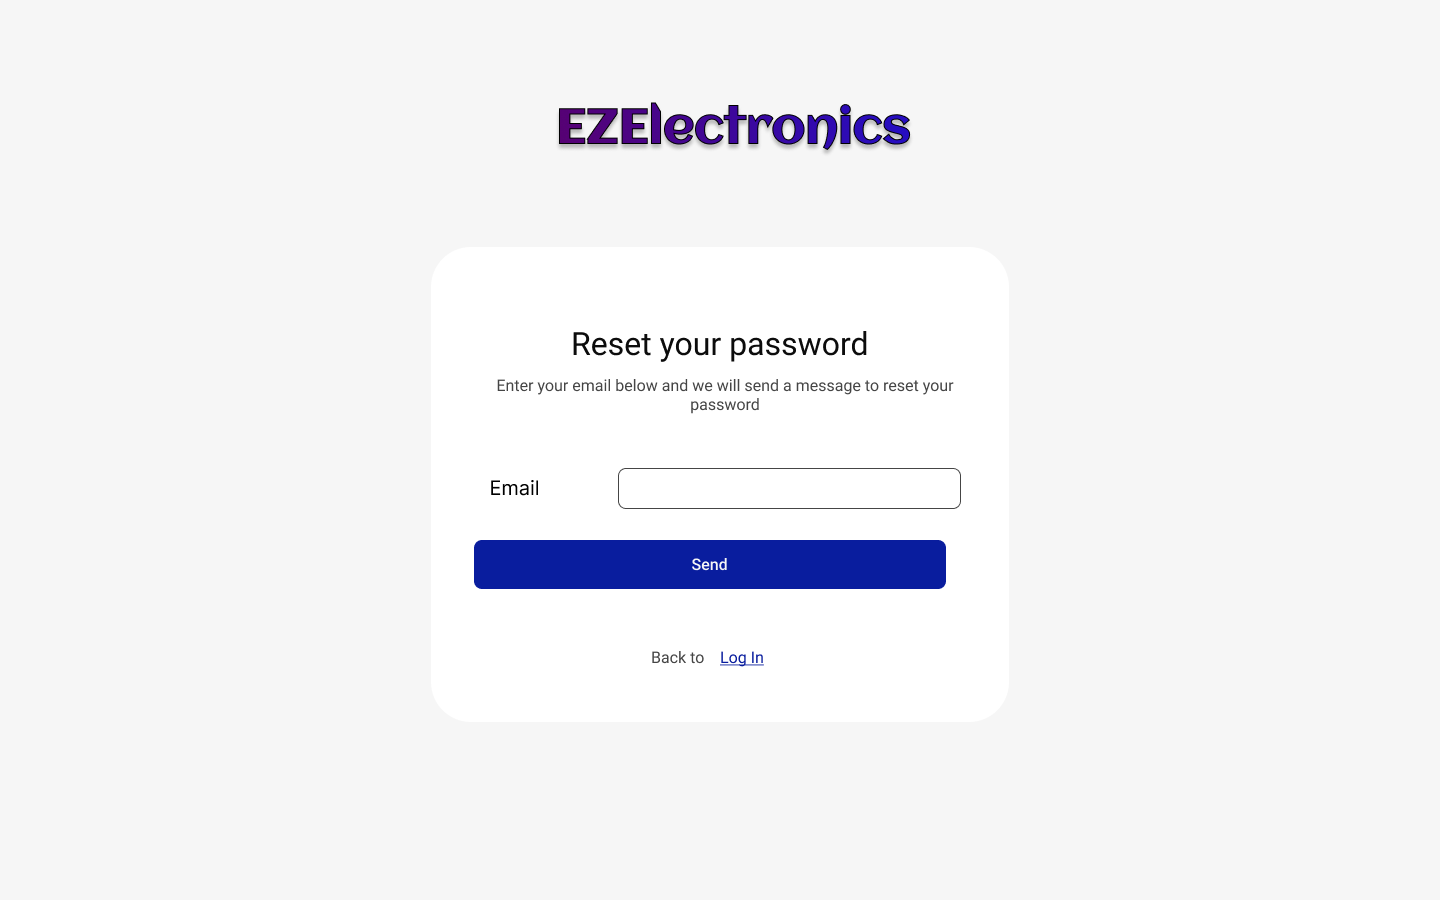 EZElectronics
Reset your password
Enter your email below and we will send a message to reset your
password
Email
Send
Back to Log In